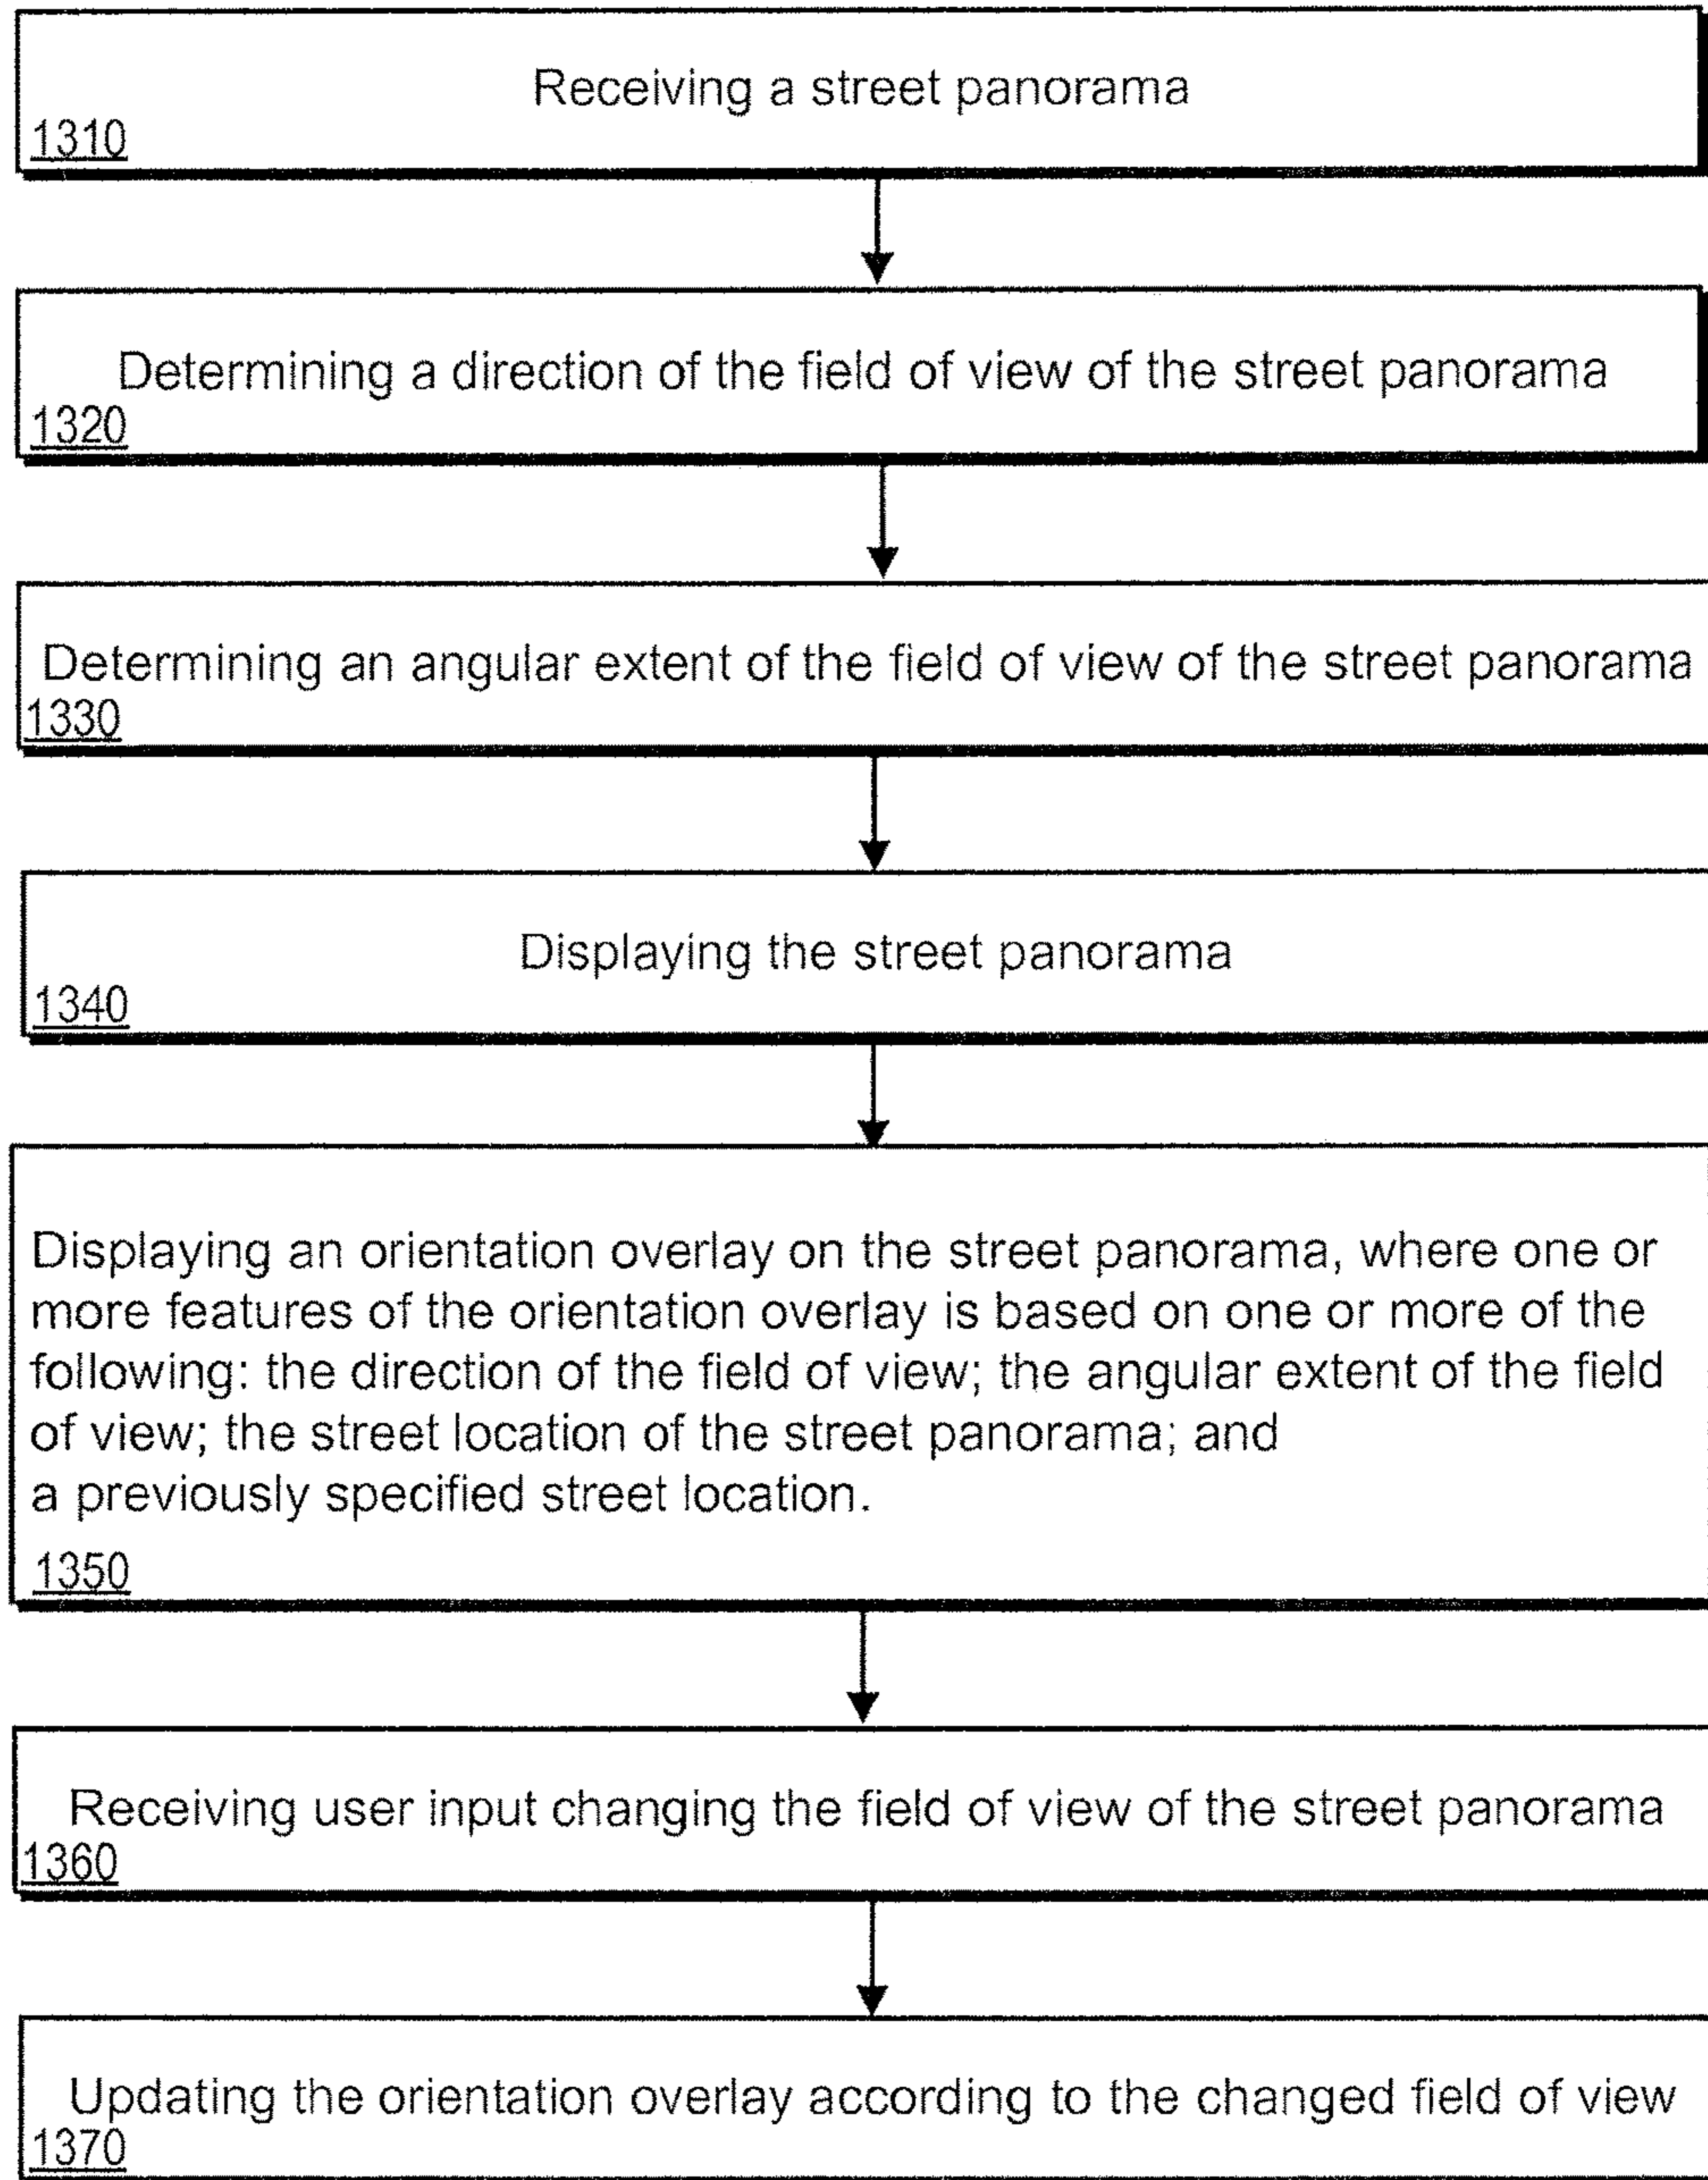 Receiving a street panorama
1310
Determining a direction of the field of view of the street panorama
1320
Determining an angular extent of the field of view of the street panorama
1330
Displaying the street panorama
1340
Displaying an orientation overlay on the street panorama, where one or
more features of the orientation overlay is based on one or more of the
following: the direction of the field of view; the angular extent of the field
of view; the street location of the street panorama; and
a previously specified street location.
1350
Receiving user input changing the field of view of the street panorama
1360
Updating the orientation overlay according to the changed field of view
1370